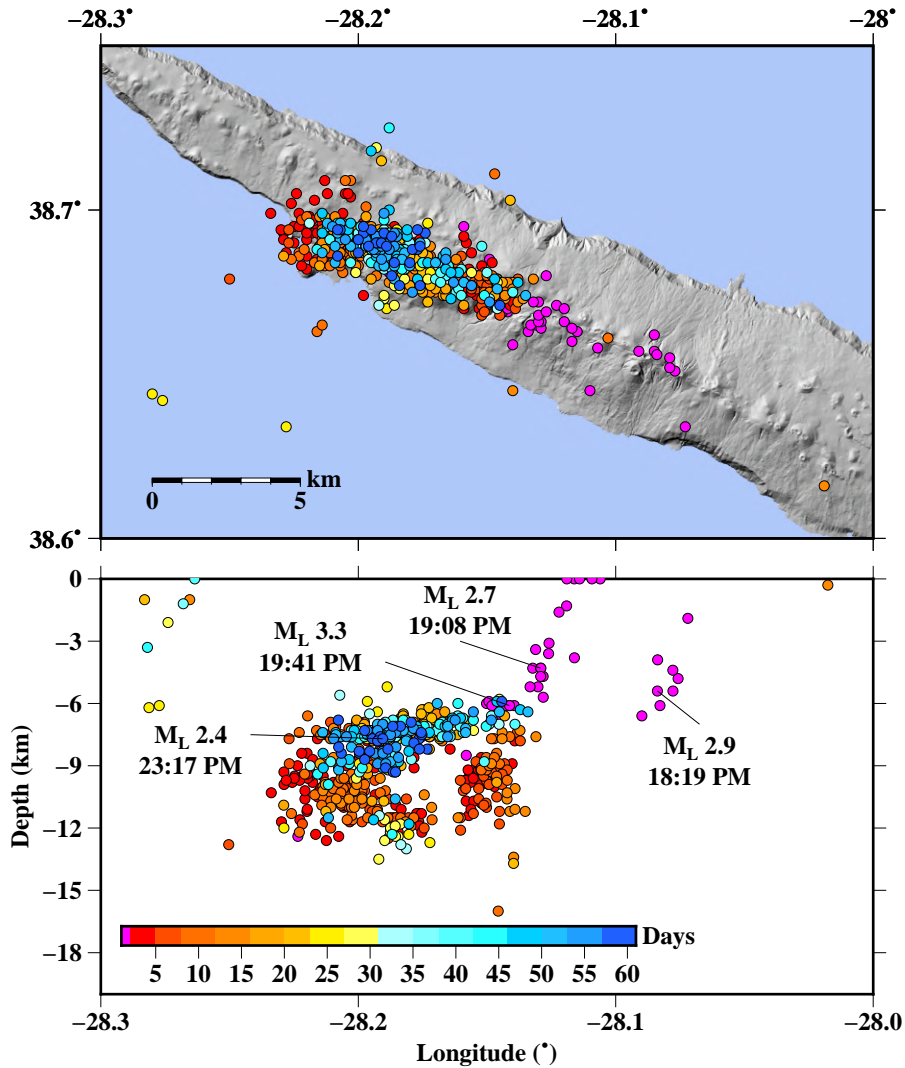 −28.3˚ −28.2˚ −28.1˚ −28˚
38.7˚
km
0 5
38.6˚
0
M_L 2.7
19:08 PM
−3
M_L 3.3
19:41 PM
−6
M_L 2.4
23:17 PM
M_L 2.9
18:19 PM
−9
−12
−15
−18
Depth (km)
Days
5 10 15 20 25 30 35 40 45 50 55 60
−28.3 −28.2 −28.1 −28.0
Longitude (˚)